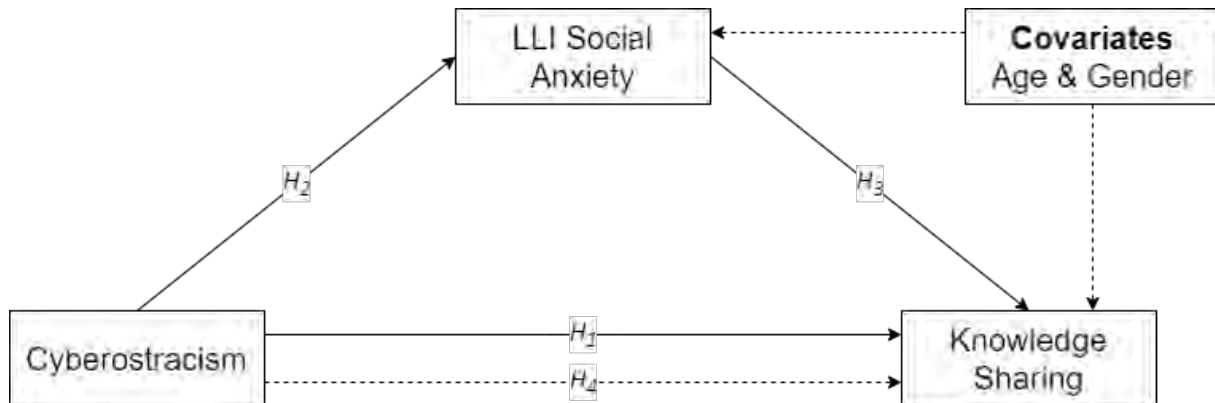 LLI Social
Anxiety
Covariates
Age & Gender
H2
H3
Cyberostracism
H1
H4
Knowledge
Sharing